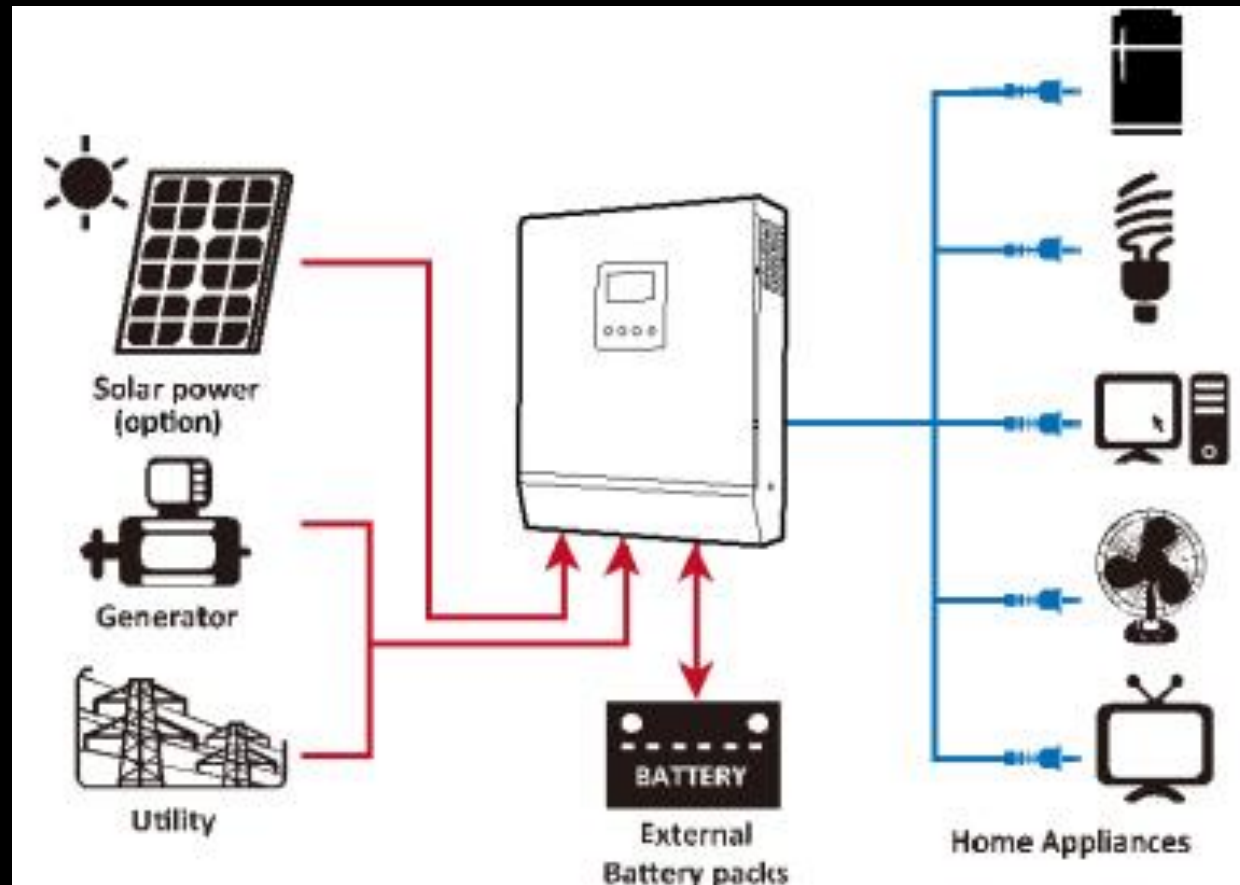 Solar power
(option)
Generator
Utility
BATTERY
External
Battery packs
Home Appliances